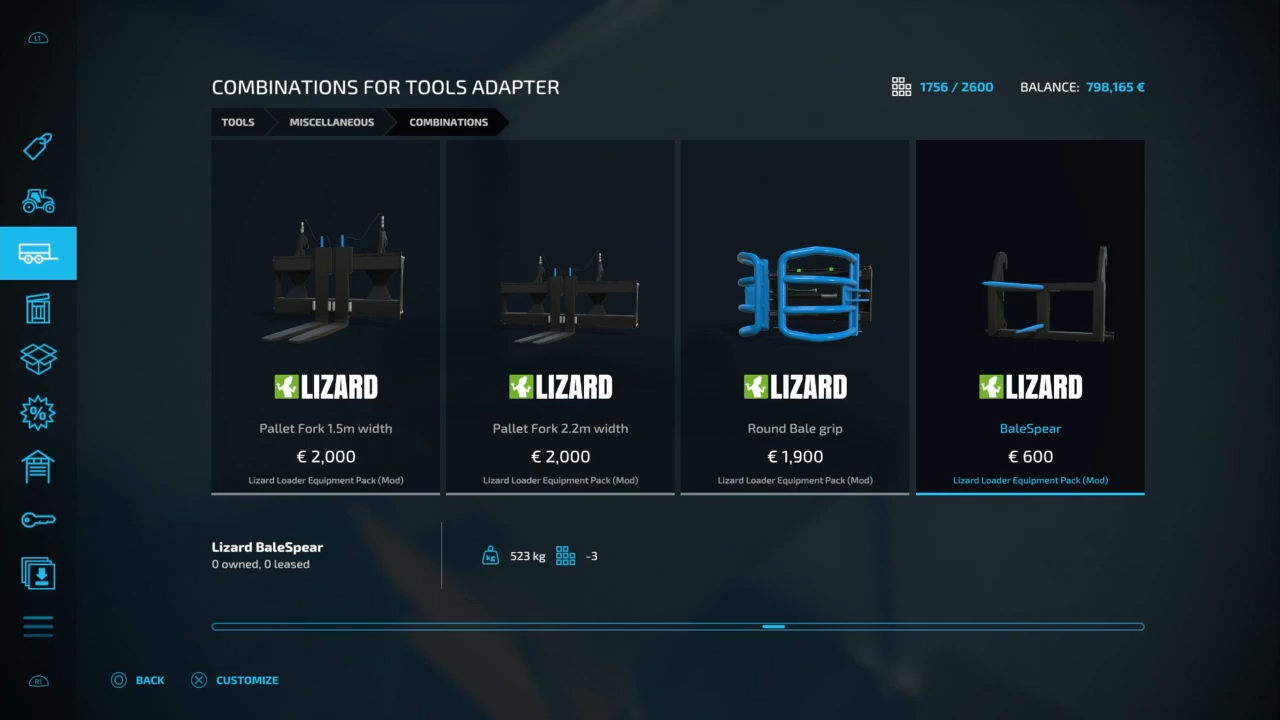 L1
COMBINATIONS FOR TOOLS ADAPTER
1756 / 2600
BALANCE: 798,165 €
TOOLS
MISCELLANEOUS
COMBINATIONS
%
LIZARD
Pallet Fork 1.5m width
€ 2,000
Lizard Loader Equipment Pack (Mod)
LIZARD
Pallet Fork 2.2m width
€ 2,000
Lizard Loader Equipment Pack (Mod)
LIZARD
Round Bale grip
€ 1,900
Lizard Loader Equipment Pack (Mod)
LIZARD
BaleSpear
€ 600
Lizard Loader Equipment Pack (Mod)
Lizard BaleSpear
0 owned, 0 leased
kg
523 kg
-3
R1
BACK
CUSTOMIZE